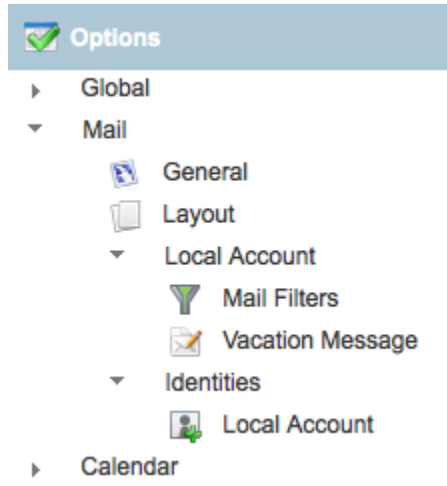 Options
Global
Mail
General
Layout
Local Account
Mail Filters
Vacation Message
Identities
Local Account
Calendar